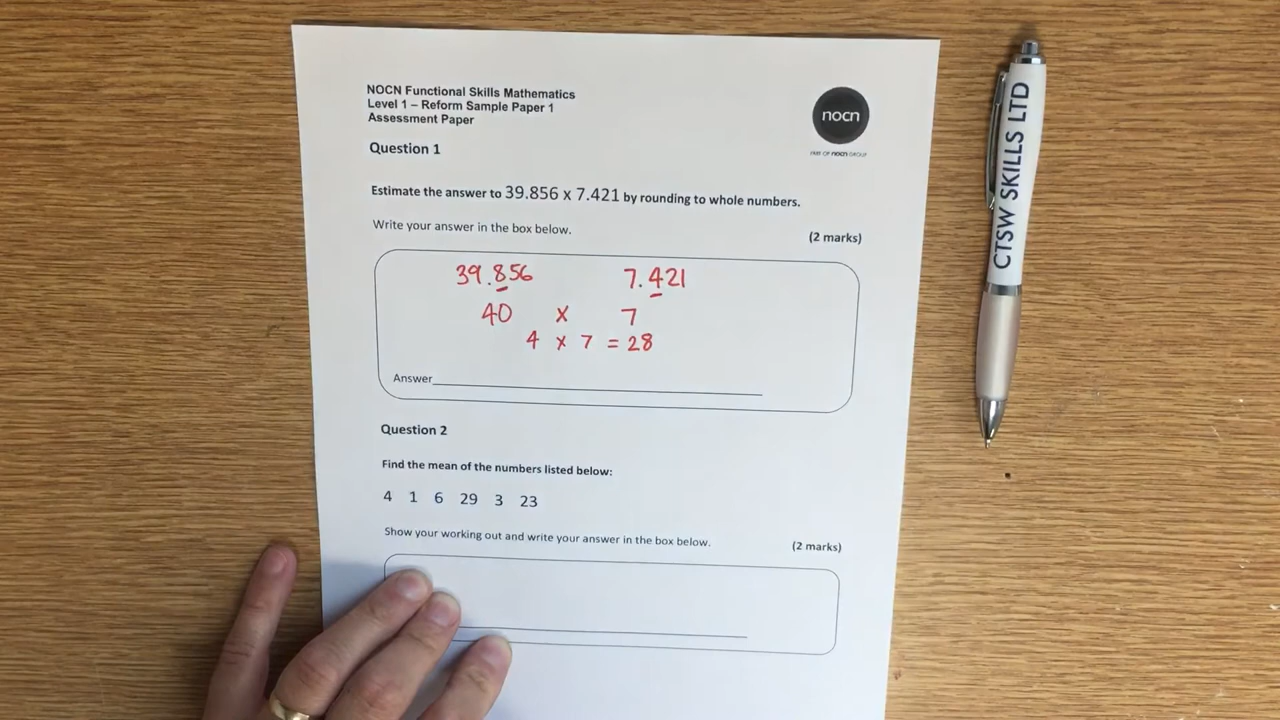 NOCN Functional Skills Mathematics
Level 1 – Reform Sample Paper 1
Assessment Paper
nocn
PART OF nocn GROUP
Question 1
Estimate the answer to 39.856 x 7.421 by rounding to whole numbers.
Write your answer in the box below.
(2 marks)
39.856 7.421
40 x 7
4 x 7 = 28
Answer
Question 2
Find the mean of the numbers listed below:
4 1 6 29 3 23
Show your working out and write your answer in the box below.
(2 marks)
CTSW SKILLS LTD